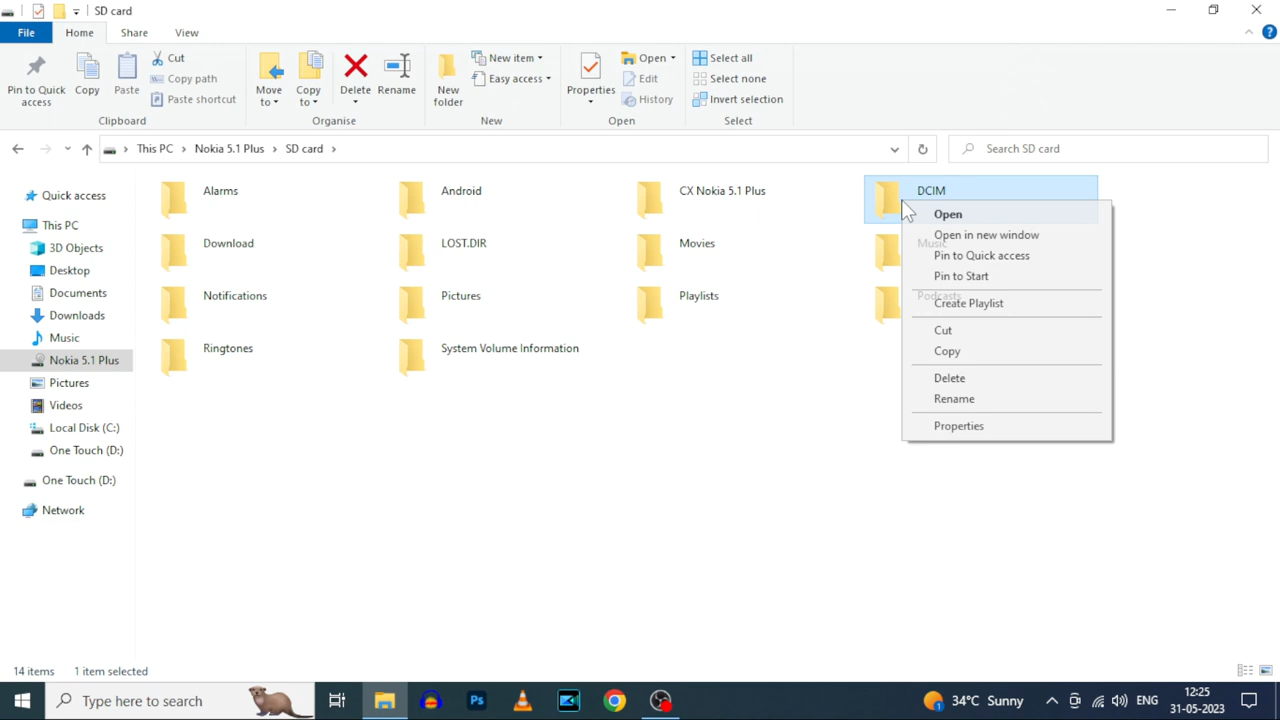 SD card
File Home Share View
Pin to Quick access
Copy
Paste
Cut
Copy path
Paste shortcut
Clipboard
Move to
Copy to
Delete
Rename
Organise
New folder
New item
Easy access
New
Properties
Open
Edit
History
Open
Select all
Select none
Invert selection
Select
This PC > Nokia 5.1 Plus > SD card >
Search SD card
Quick access
This PC
3D Objects
Desktop
Documents
Downloads
Music
Nokia 5.1 Plus
Pictures
Videos
Local Disk (C:)
One Touch (D:)
One Touch (D:)
Network
Alarms
Android
CX Nokia 5.1 Plus
DCIM
Download
LOST.DIR
Movies
Music
Notifications
Pictures
Playlists
Podcasts
Ringtones
System Volume Information
Open
Open in new window
Pin to Quick access
Pin to Start
Create Playlist
Cut
Copy
Delete
Rename
Properties
14 items 1 item selected
Type here to search
Ps
34°C Sunny
ENG
12:25
31-05-2023